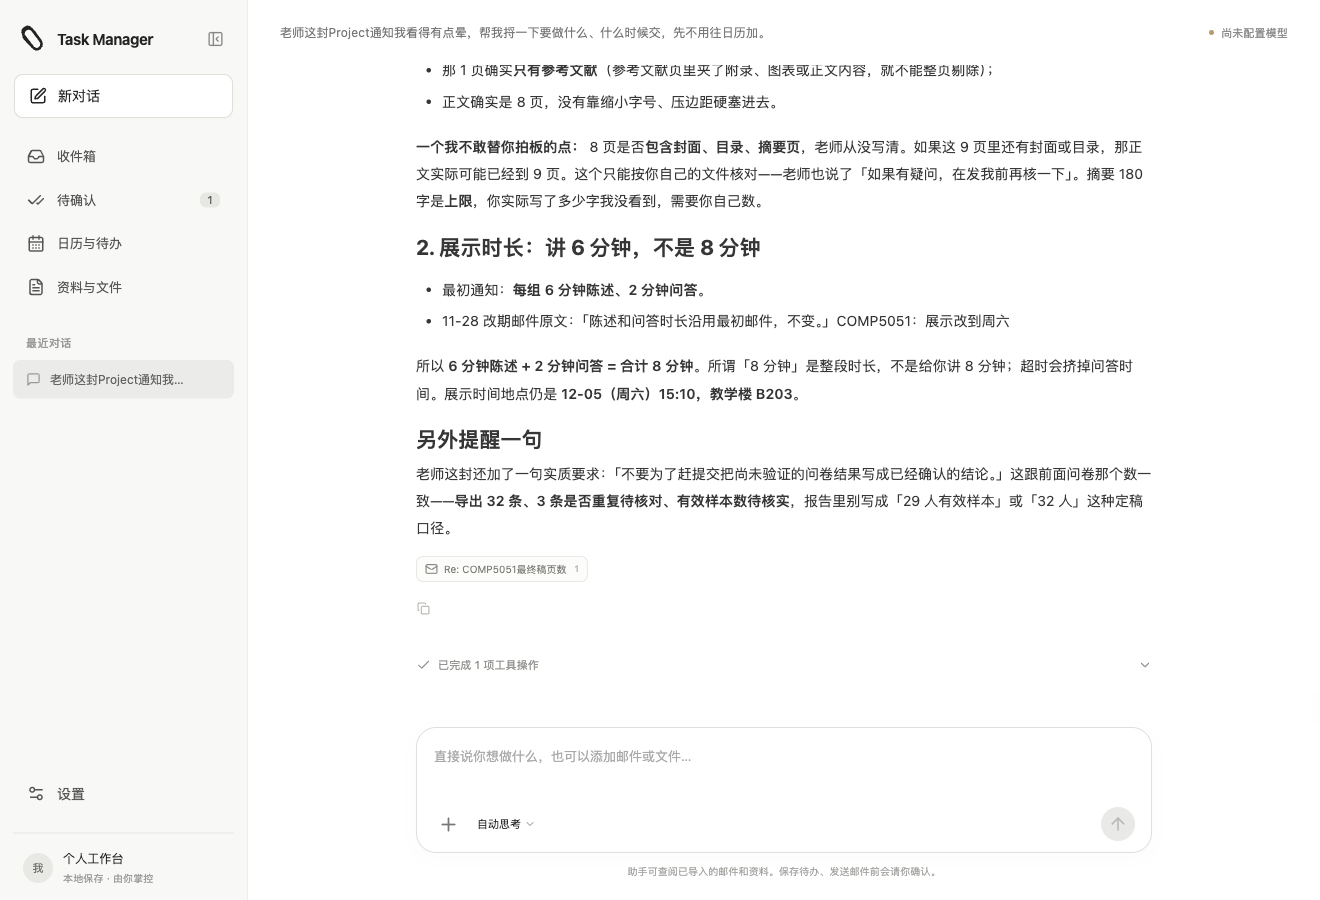 Task Manager
新对话
收件箱
待确认 1
日历与待办
资料与文件
最近对话
老师这封Project通知我...
设置
我
个人工作台
本地保存 · 由你掌控
老师这封Project通知我看得有点晕，帮我捋一下要做什么、什么时候交，先不用往日历加。
尚未配置模型
• 那 1 页确实只有参考文献（参考文献页里夹了附录、图表或正文内容，就不能整页剔除）；
• 正文确实是 8 页，没有靠缩小字号、压边距硬塞进去。
一个我不敢替你拍板的点： 8 页是否包含封面、目录、摘要页，老师从没写清。如果这 9 页里还有封面或目录，那正
文实际可能已经到 9 页。这个只能按你自己的文件核对——老师也说了「如果有疑问，在发我前再核一下」。摘要 180
字是上限，你实际写了多少字我没看到，需要你自己数。
2. 展示时长：讲 6 分钟，不是 8 分钟
• 最初通知：每组 6 分钟陈述、2 分钟问答。
• 11-28 改期邮件原文：「陈述和问答时长沿用最初邮件，不变。」COMP5051：展示改到周六
所以 6 分钟陈述 + 2 分钟问答 = 合计 8 分钟。所谓「8 分钟」是整段时长，不是给你讲 8 分钟；超时会挤掉问答时
间。展示时间地点仍是 12-05（周六）15:10，教学楼 B203。
另外提醒一句
老师这封还加了一句实质要求：「不要为了赶提交把尚未验证的问卷结果写成已经确认的结论。」这跟前面问卷那个数一
致——导出 32 条、3 条是否重复待核对、有效样本数待核实，报告里别写成「29 人有效样本」或「32 人」这种定稿
口径。
Re: COMP5051最终稿页数 1
已完成 1 项工具操作
直接说你想做什么，也可以添加邮件或文件...
自动思考
助手可查阅已导入的邮件和资料。保存待办、发送邮件前会请你确认。